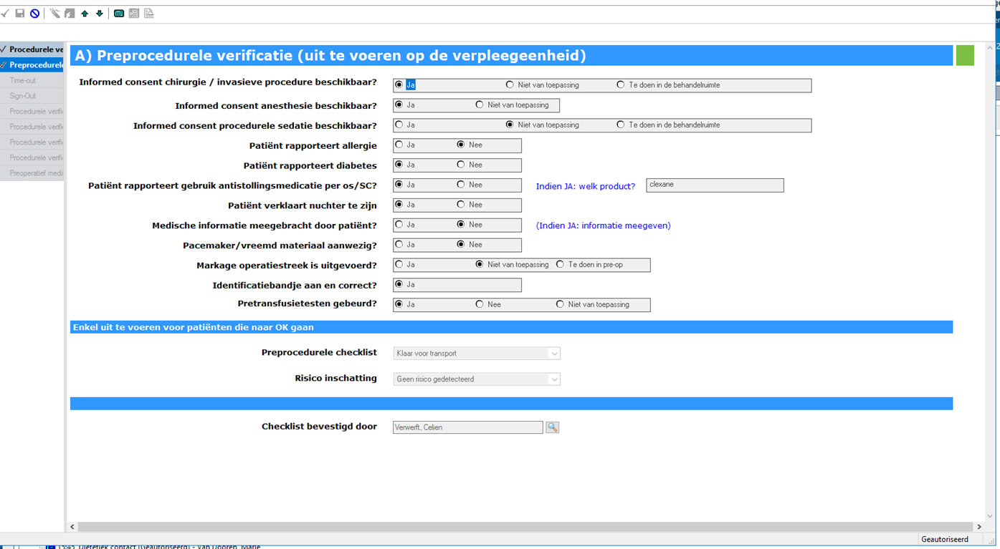 A) Preprocedurele verificatie (uit te voeren op de verpleegeenheid)
Procedurele ve
Preprocedurele
Time-out
Sign-Out
Procedurele verifi
Procedurele verifi
Procedurele verifi
Procedurele verifi
Preoperatief medi
Informed consent chirurgie / invasieve procedure beschikbaar? Ja Niet van toepassing Te doen in de behandelruimte
Informed consent anesthesie beschikbaar? Ja Niet van toepassing
Informed consent procedurele sedatie beschikbaar? Ja Niet van toepassing Te doen in de behandelruimte
Patiënt rapporteert allergie Ja Nee
Patiënt rapporteert diabetes Ja Nee
Patiënt rapporteert gebruik antistollingsmedicatie per os/SC? Ja Nee Indien JA: welk product? clexane
Patiënt verklaart nuchter te zijn Ja Nee
Medische informatie meegebracht door patiënt? Ja Nee (Indien JA: informatie meegeven)
Pacemaker/vreemd materiaal aanwezig? Ja Nee
Markage operatiestreek is uitgevoerd? Ja Niet van toepassing Te doen in pre-op
Identificatiebandje aan en correct? Ja
Pretransfusietesten gebeurd? Ja Nee Niet van toepassing
Enkel uit te voeren voor patiënten die naar OK gaan
Preprocedurele checklist Klaar voor transport
Risico inschatting Geen risico gedetecteerd
Checklist bevestigd door Verwerft, Celien
Geautoriseerd
15:45 Dietetiek contact (Geautoriseerd) - Van Dooren, Marie